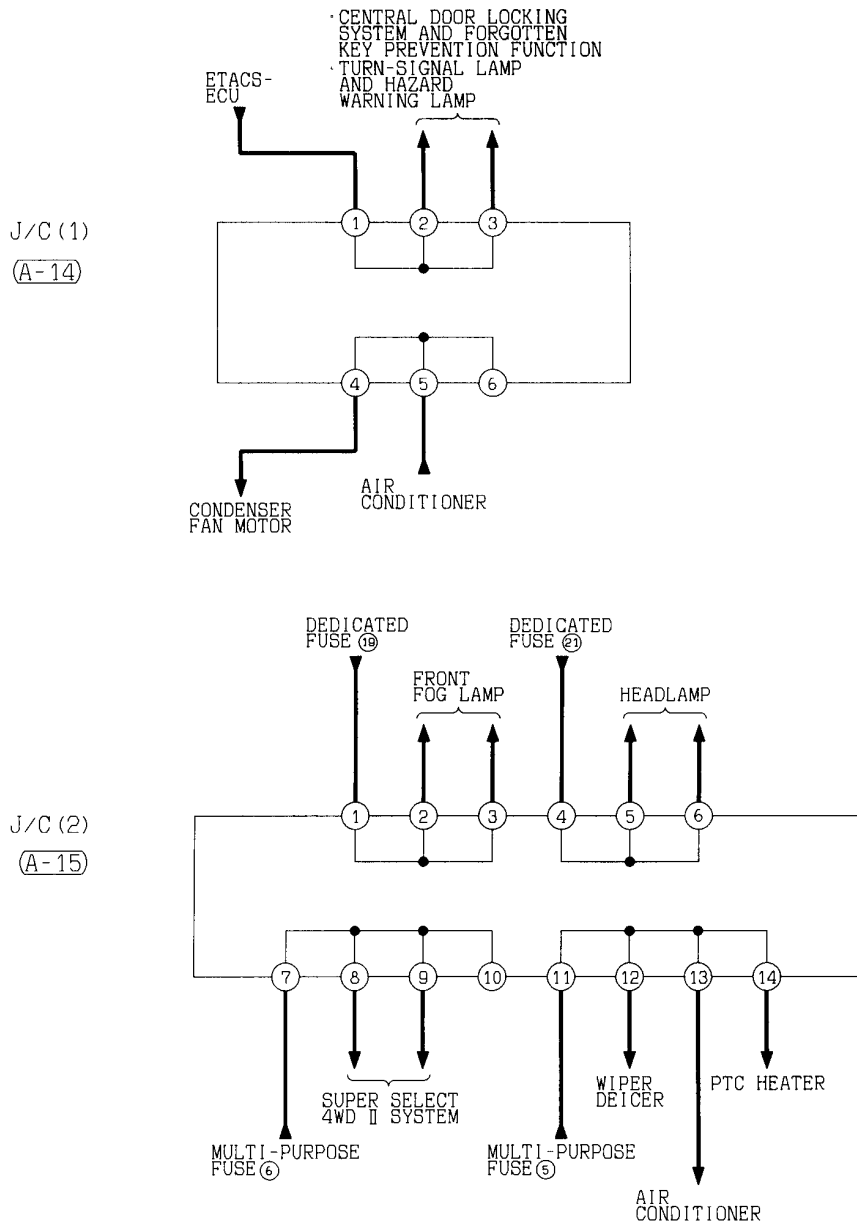 · CENTRAL DOOR LOCKING
SYSTEM AND FORGOTTEN
KEY PREVENTION FUNCTION
· TURN-SIGNAL LAMP
AND HAZARD
WARNING LAMP
ETACS-
ECU
J/C (1)
A-14
1 2 3
4 5 6
CONDENSER
FAN MOTOR
AIR
CONDITIONER
DEDICATED
FUSE 19
DEDICATED
FUSE 21
FRONT
FOG LAMP
HEADLAMP
J/C (2)
A-15
1 2 3 4 5 6
7 8 9 10 11 12 13 14
SUPER SELECT
4WD II SYSTEM
WIPER
DEICER
PTC HEATER
MULTI-PURPOSE
FUSE 6
MULTI-PURPOSE
FUSE 5
AIR
CONDITIONER